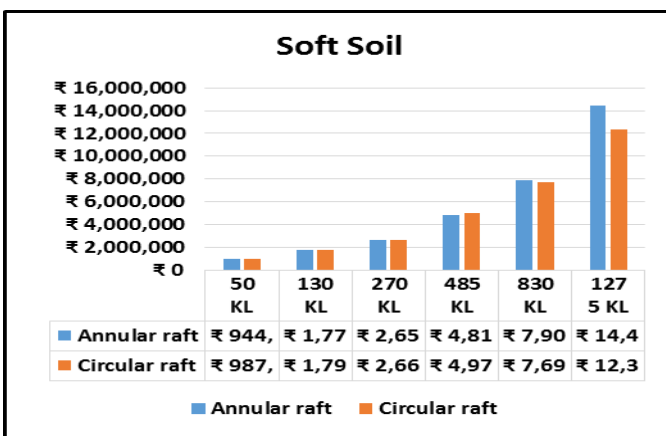 Soft Soil
₹ 16,000,000
₹ 14,000,000
₹ 12,000,000
₹ 10,000,000
₹ 8,000,000
₹ 6,000,000
₹ 4,000,000
₹ 2,000,000
₹ 0
50 130 270 485 830 127
KL KL KL KL KL 5 KL
Annular raft ₹ 944, ₹ 1,77 ₹ 2,65 ₹ 4,81 ₹ 7,90 ₹ 14,4
Circular raft ₹ 987, ₹ 1,79 ₹ 2,66 ₹ 4,97 ₹ 7,69 ₹ 12,3
Annular raft Circular raft